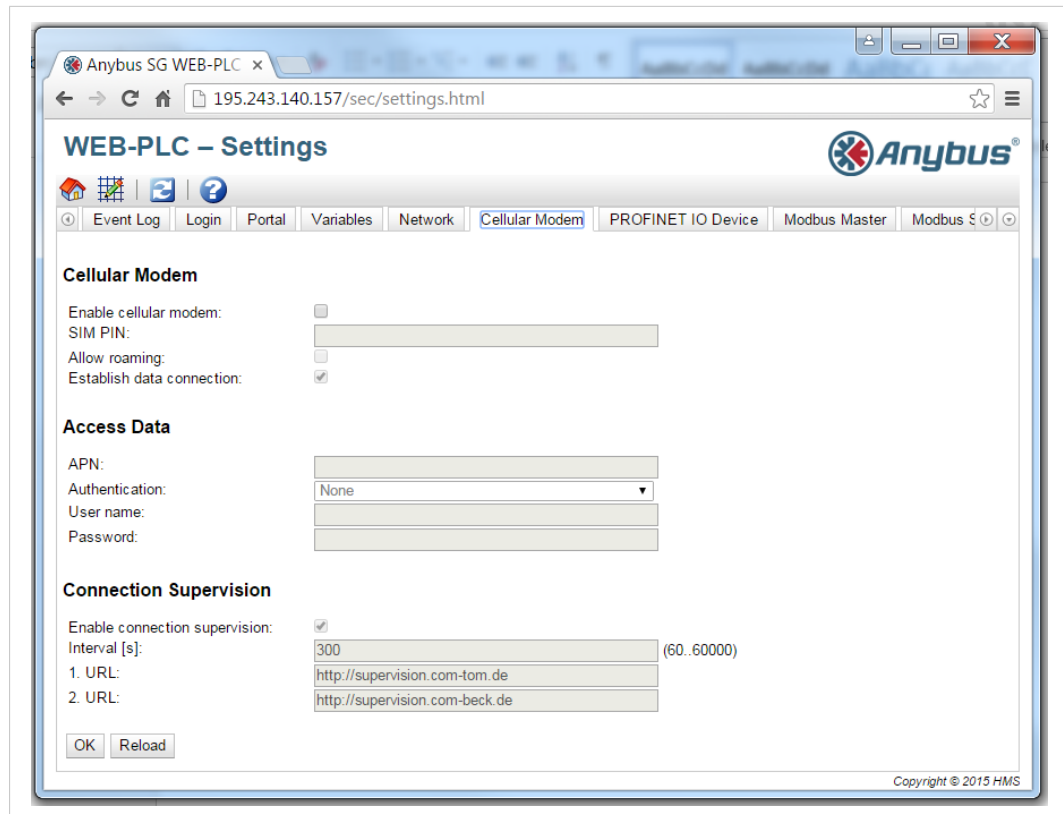 Anybus SG WEB-PLC
195.243.140.157/sec/settings.html
WEB-PLC – Settings
Anybus®
Event Log Login Portal Variables Network Cellular Modem PROFINET IO Device Modbus Master Modbus
Cellular Modem
Enable cellular modem:
SIM PIN:
Allow roaming:
Establish data connection:
Access Data
APN:
Authentication: None
User name:
Password:
Connection Supervision
Enable connection supervision:
Interval [s]: 300 (60..60000)
1. URL: http://supervision.com-tom.de
2. URL: http://supervision.com-beck.de
OK Reload
Copyright © 2015 HMS